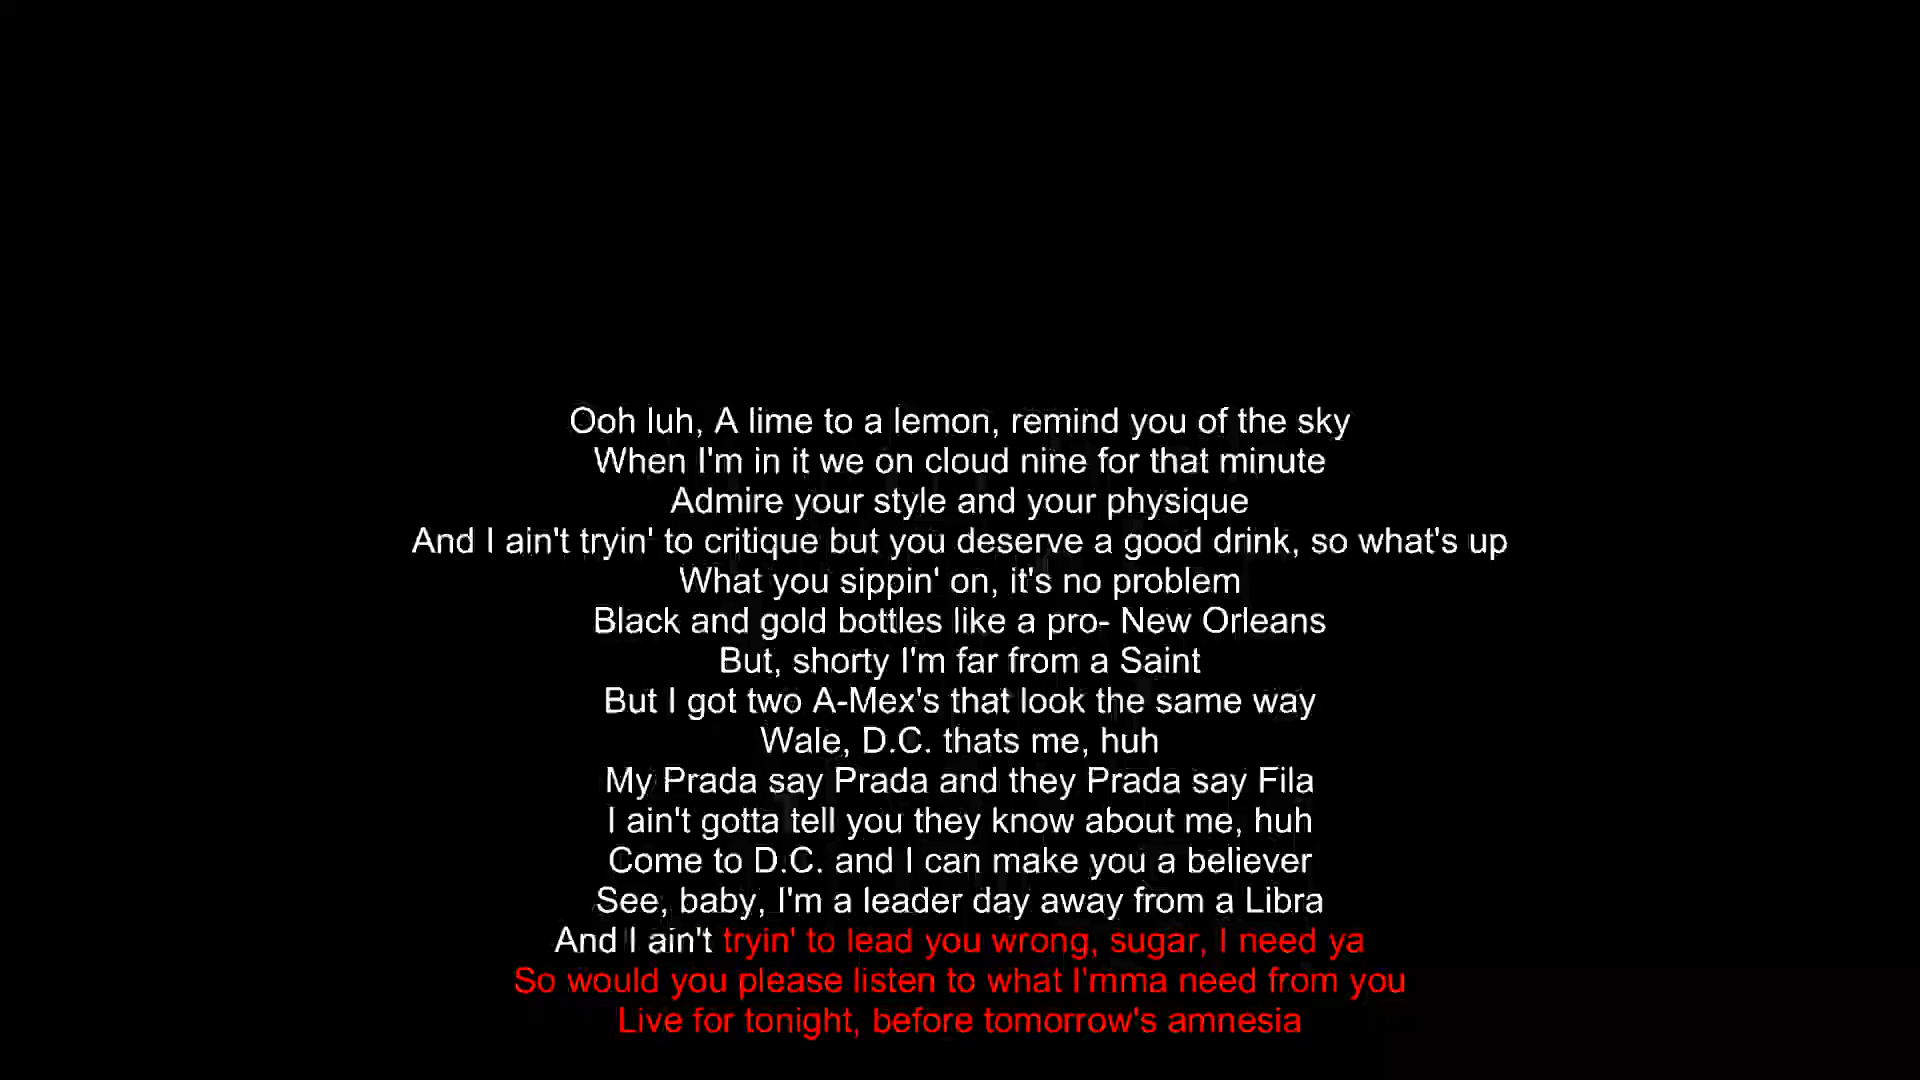 Ooh luh, A lime to a lemon, remind you of the sky
When I'm in it we on cloud nine for that minute
Admire your style and your physique
And I ain't tryin' to critique but you deserve a good drink, so what's up
What you sippin' on, it's no problem
Black and gold bottles like a pro- New Orleans
But, shorty I'm far from a Saint
But I got two A-Mex's that look the same way
Wale, D.C. thats me, huh
My Prada say Prada and they Prada say Fila
I ain't gotta tell you they know about me, huh
Come to D.C. and I can make you a believer
See, baby, I'm a leader day away from a Libra
And I ain't tryin' to lead you wrong, sugar, I need ya
So would you please listen to what I'mma need from you
Live for tonight, before tomorrow's amnesia